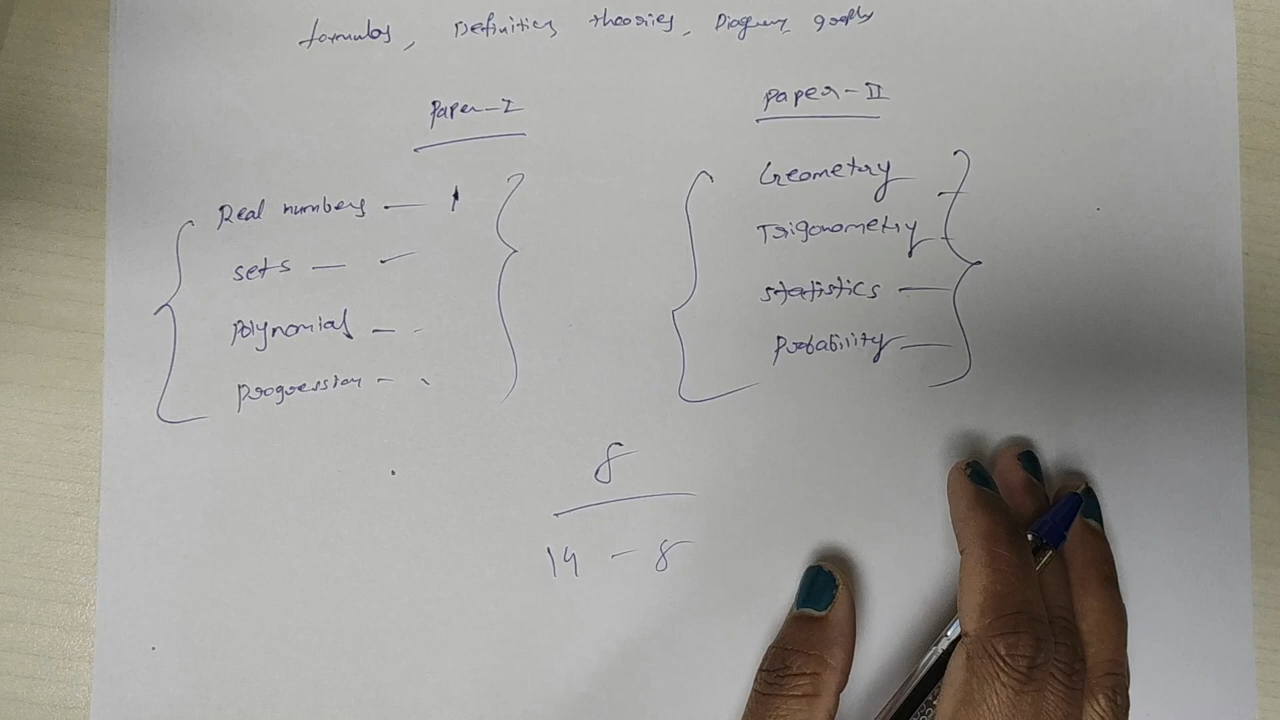 formulas, Definitions theories, Diagrams, graphs
Paper-I
Real numbers — 1
sets —
polynomial —
progression -
Paper-II
Geometry
Trigonometry
statistics —
Probability —
8
14 - 8